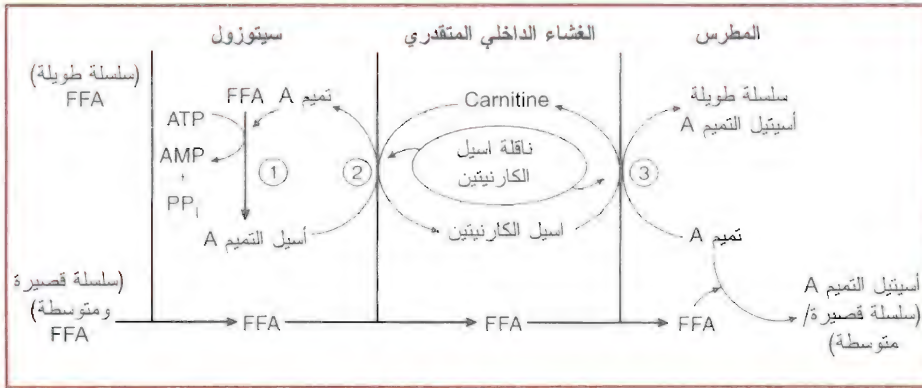 سيتوزول
الغشاء الداخلي المتقدري
المطرس
(سلسلة طويلة)
FFA
FFA
تميم A
ATP
AMP
+
PPi
1
أسيل التميم A
2
Carnitine
ناقلة اسيل
الكارنيتين
اسيل الكارنيتين
3
سلسلة طويلة
أسيتيل التميم A
تميم A
(سلسلة قصيرة
ومتوسطة)
FFA
FFA
FFA
FFA
أسيتيل التميم A
(سلسلة قصيرة/
متوسطة)